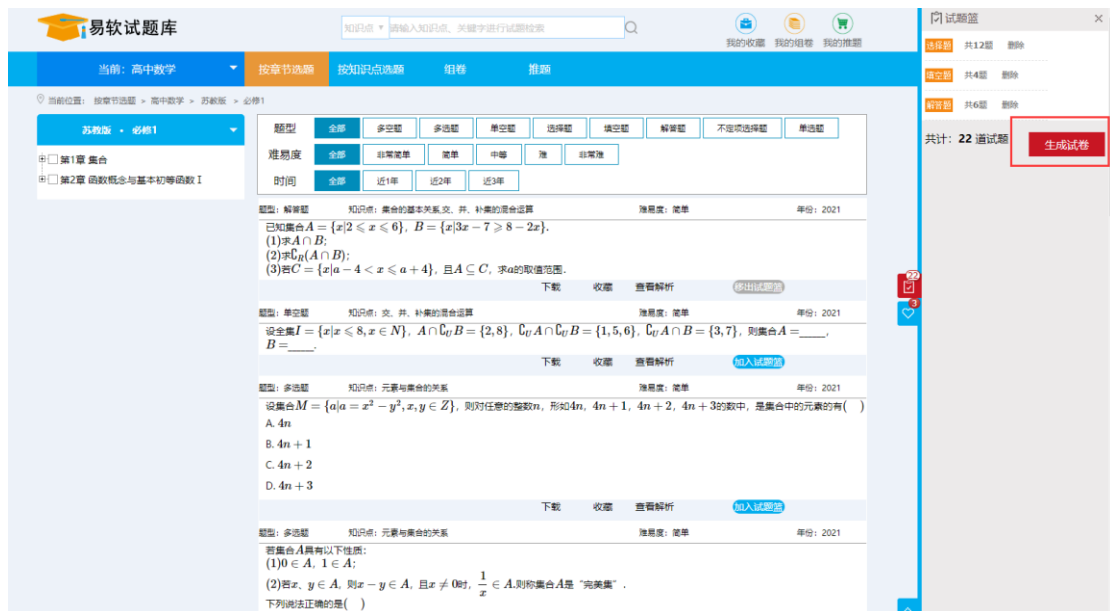 易软试题库
知识点 请输入知识点、关键字进行试题检索
我的收藏 我的组卷 我的推题
当前：高中数学 按章节选题 按知识点选题 组卷 推题
当前位置： 按章节选题 > 高中数学 > 苏教版 > 必修1
苏教版 · 必修1
第1章 集合
第2章 函数概念与基本初等函数 I
题型 全部 多空题 多选题 单空题 选择题 填空题 解答题 不定项选择题 单选题
难易度 全部 非常简单 简单 中等 难 非常难
时间 全部 近1年 近2年 近3年
题型：解答题 知识点：集合的基本关系,交、并、补集的混合运算 难易度：简单 年份：2021
已知集合A = {x|2 ⩽ x ⩽ 6}，B = {x|3x − 7 ⩾ 8 − 2x}.
(1)求A ∩ B;
(2)求∁R(A ∩ B);
(3)若C = {x|a − 4 < x ⩽ a + 4}，且A ⊆ C，求a的取值范围.
下载 收藏 查看解析 移出试题篮
题型：单空题 知识点：交、并、补集的混合运算 难易度：简单 年份：2021
设全集I = {x|x ⩽ 8, x ∈ N}，A ∩ ∁UB = {2, 8}，∁UA ∩ ∁UB = {1, 5, 6}，∁UA ∩ B = {3, 7}，则集合A =____，
B =____.
下载 收藏 查看解析 加入试题篮
题型：多选题 知识点：元素与集合的关系 难易度：简单 年份：2021
设集合M = {a|a = x² − y², x, y ∈ Z}，则对任意的整数n，形如4n，4n + 1，4n + 2，4n + 3的数中，是集合中的元素的有( )
A. 4n
B. 4n + 1
C. 4n + 2
D. 4n + 3
下载 收藏 查看解析 加入试题篮
题型：多选题 知识点：元素与集合的关系 难易度：简单 年份：2021
若集合A具有以下性质：
(1)0 ∈ A，1 ∈ A;
(2)若x、y ∈ A，则x − y ∈ A，且x ≠ 0时，1/x ∈ A.则称集合A是“完美集”.
下列说法正确的是( )
22
3
试题篮 ×
选择题 共12题 删除
填空题 共4题 删除
解答题 共6题 删除
共计：22 道试题
生成试卷